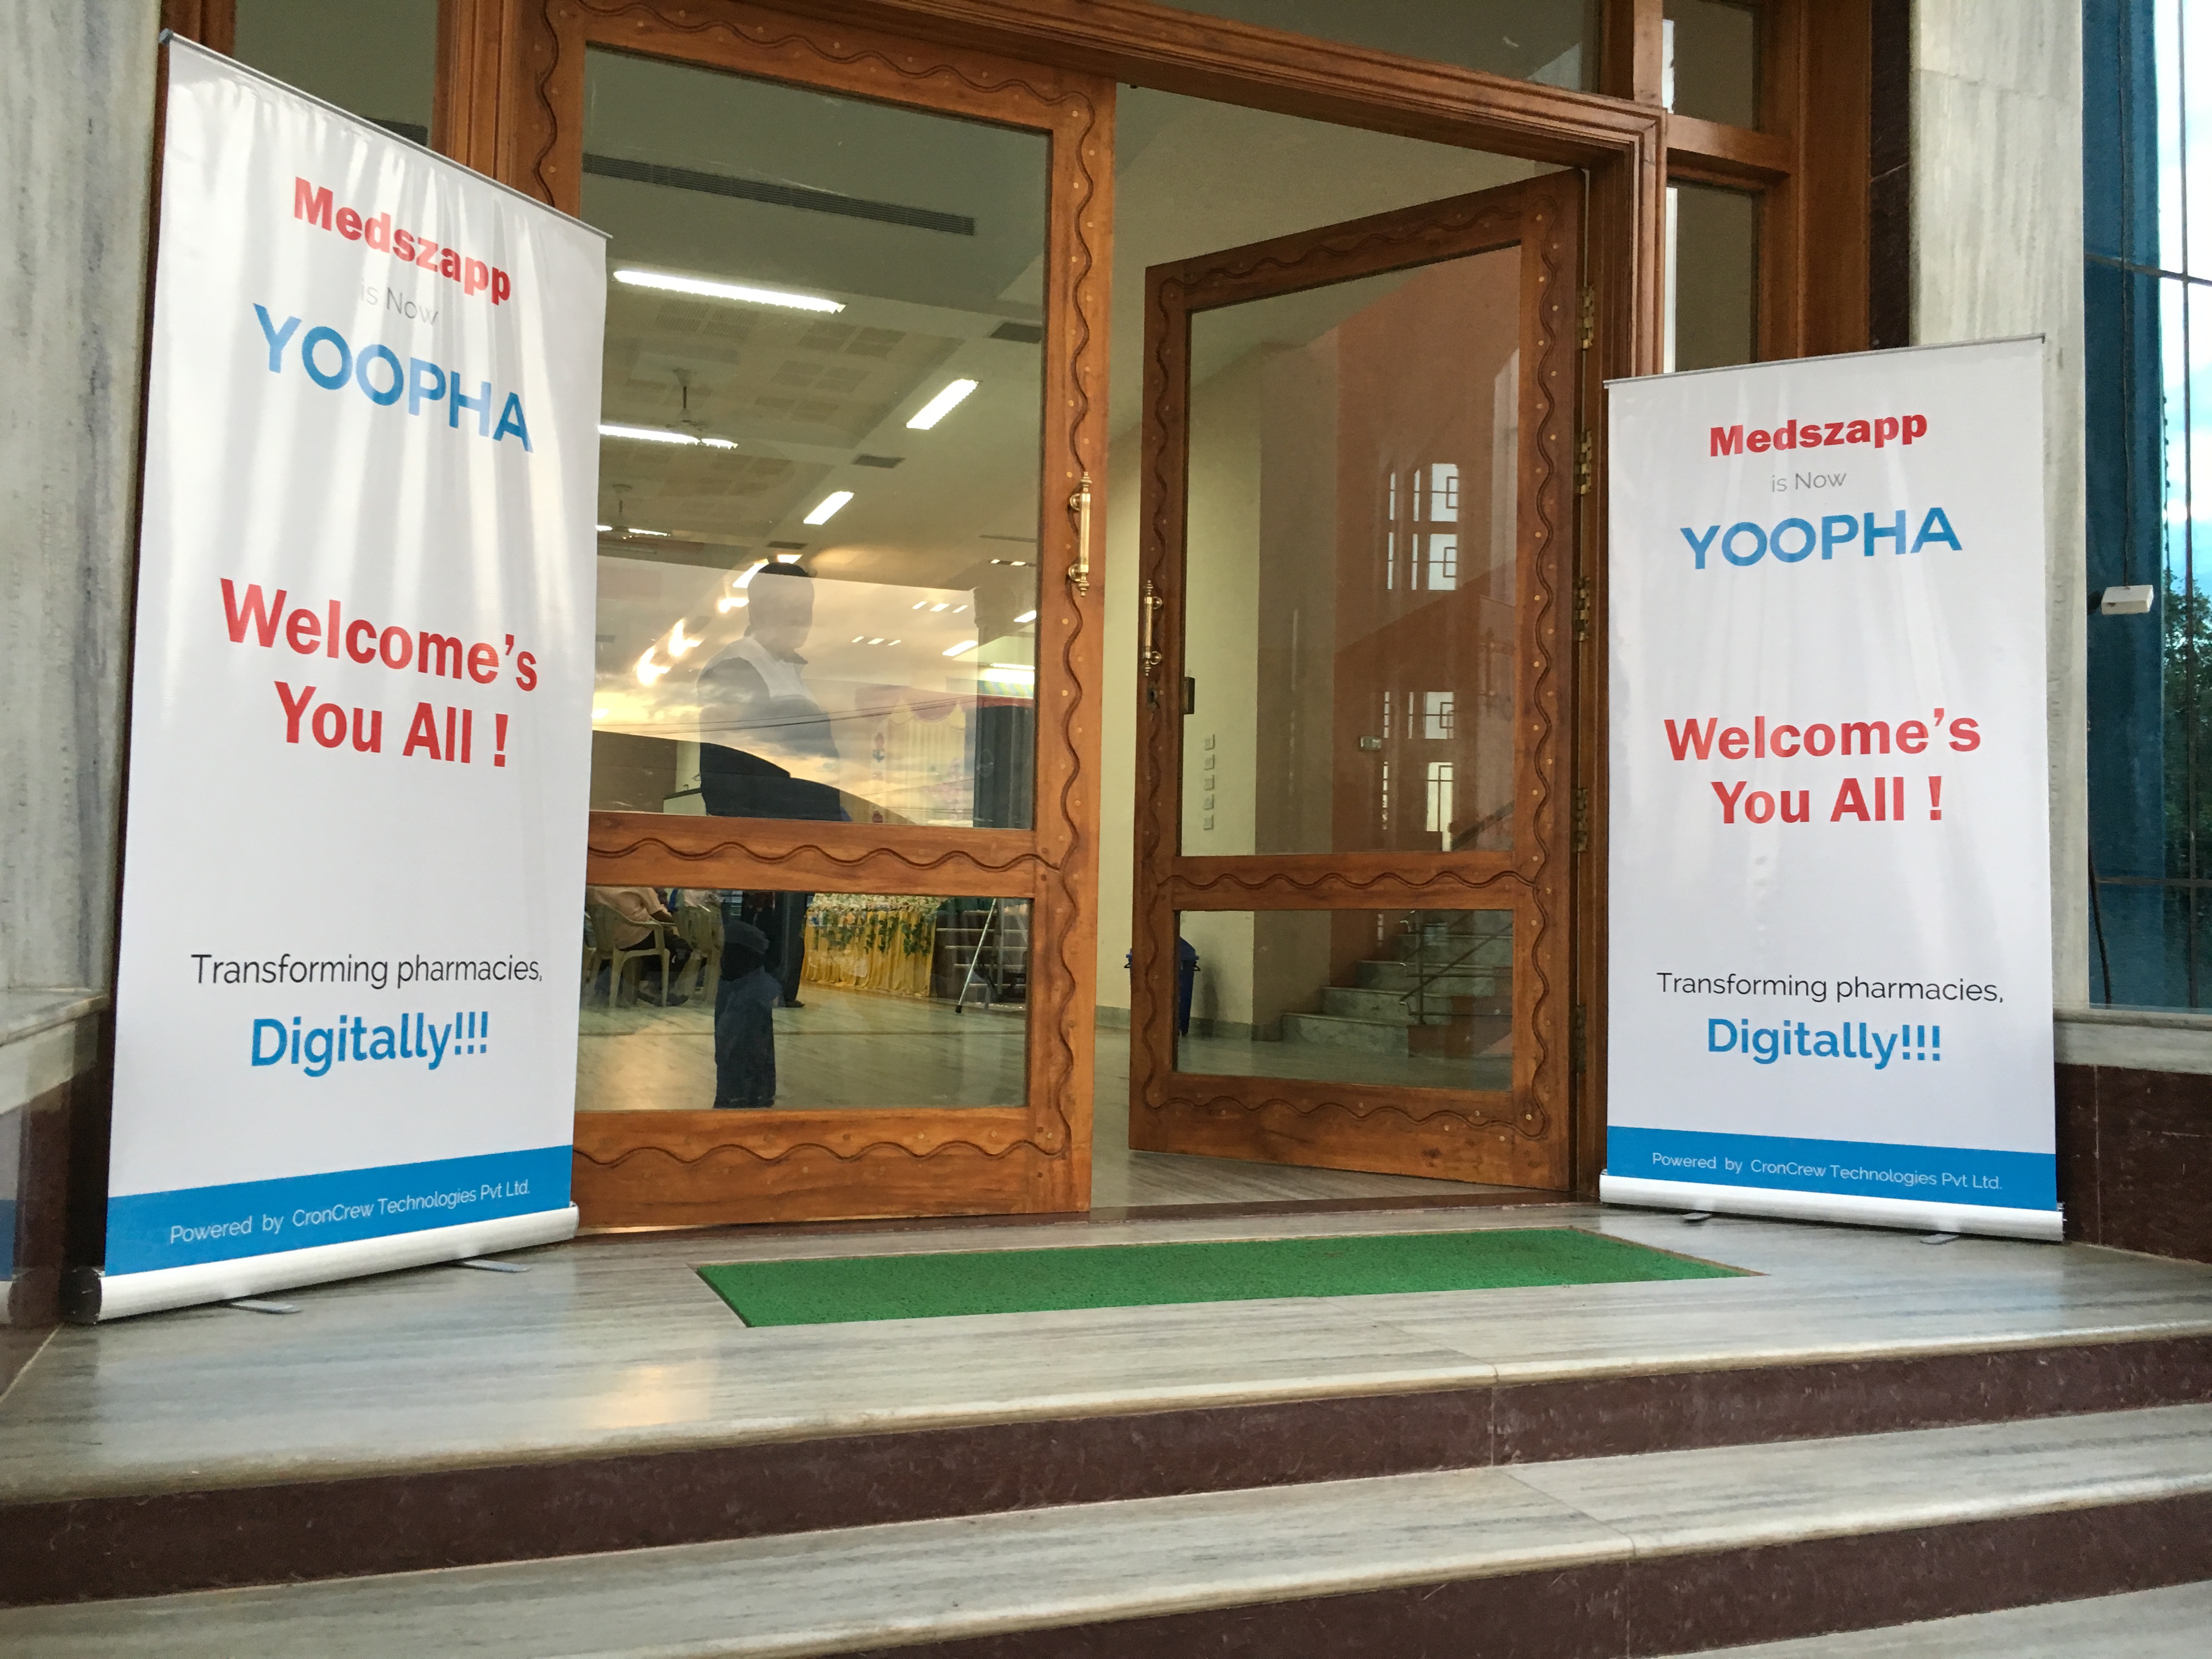 Medszapp
is Now
YOOPHA
Welcome's
You All !
Transforming pharmacies,
Digitally!!!
Powered by CronCrew Technologies Pvt Ltd.
Medszapp
is Now
YOOPHA
Welcome's
You All !
Transforming pharmacies,
Digitally!!!
Powered by CronCrew Technologies Pvt Ltd.